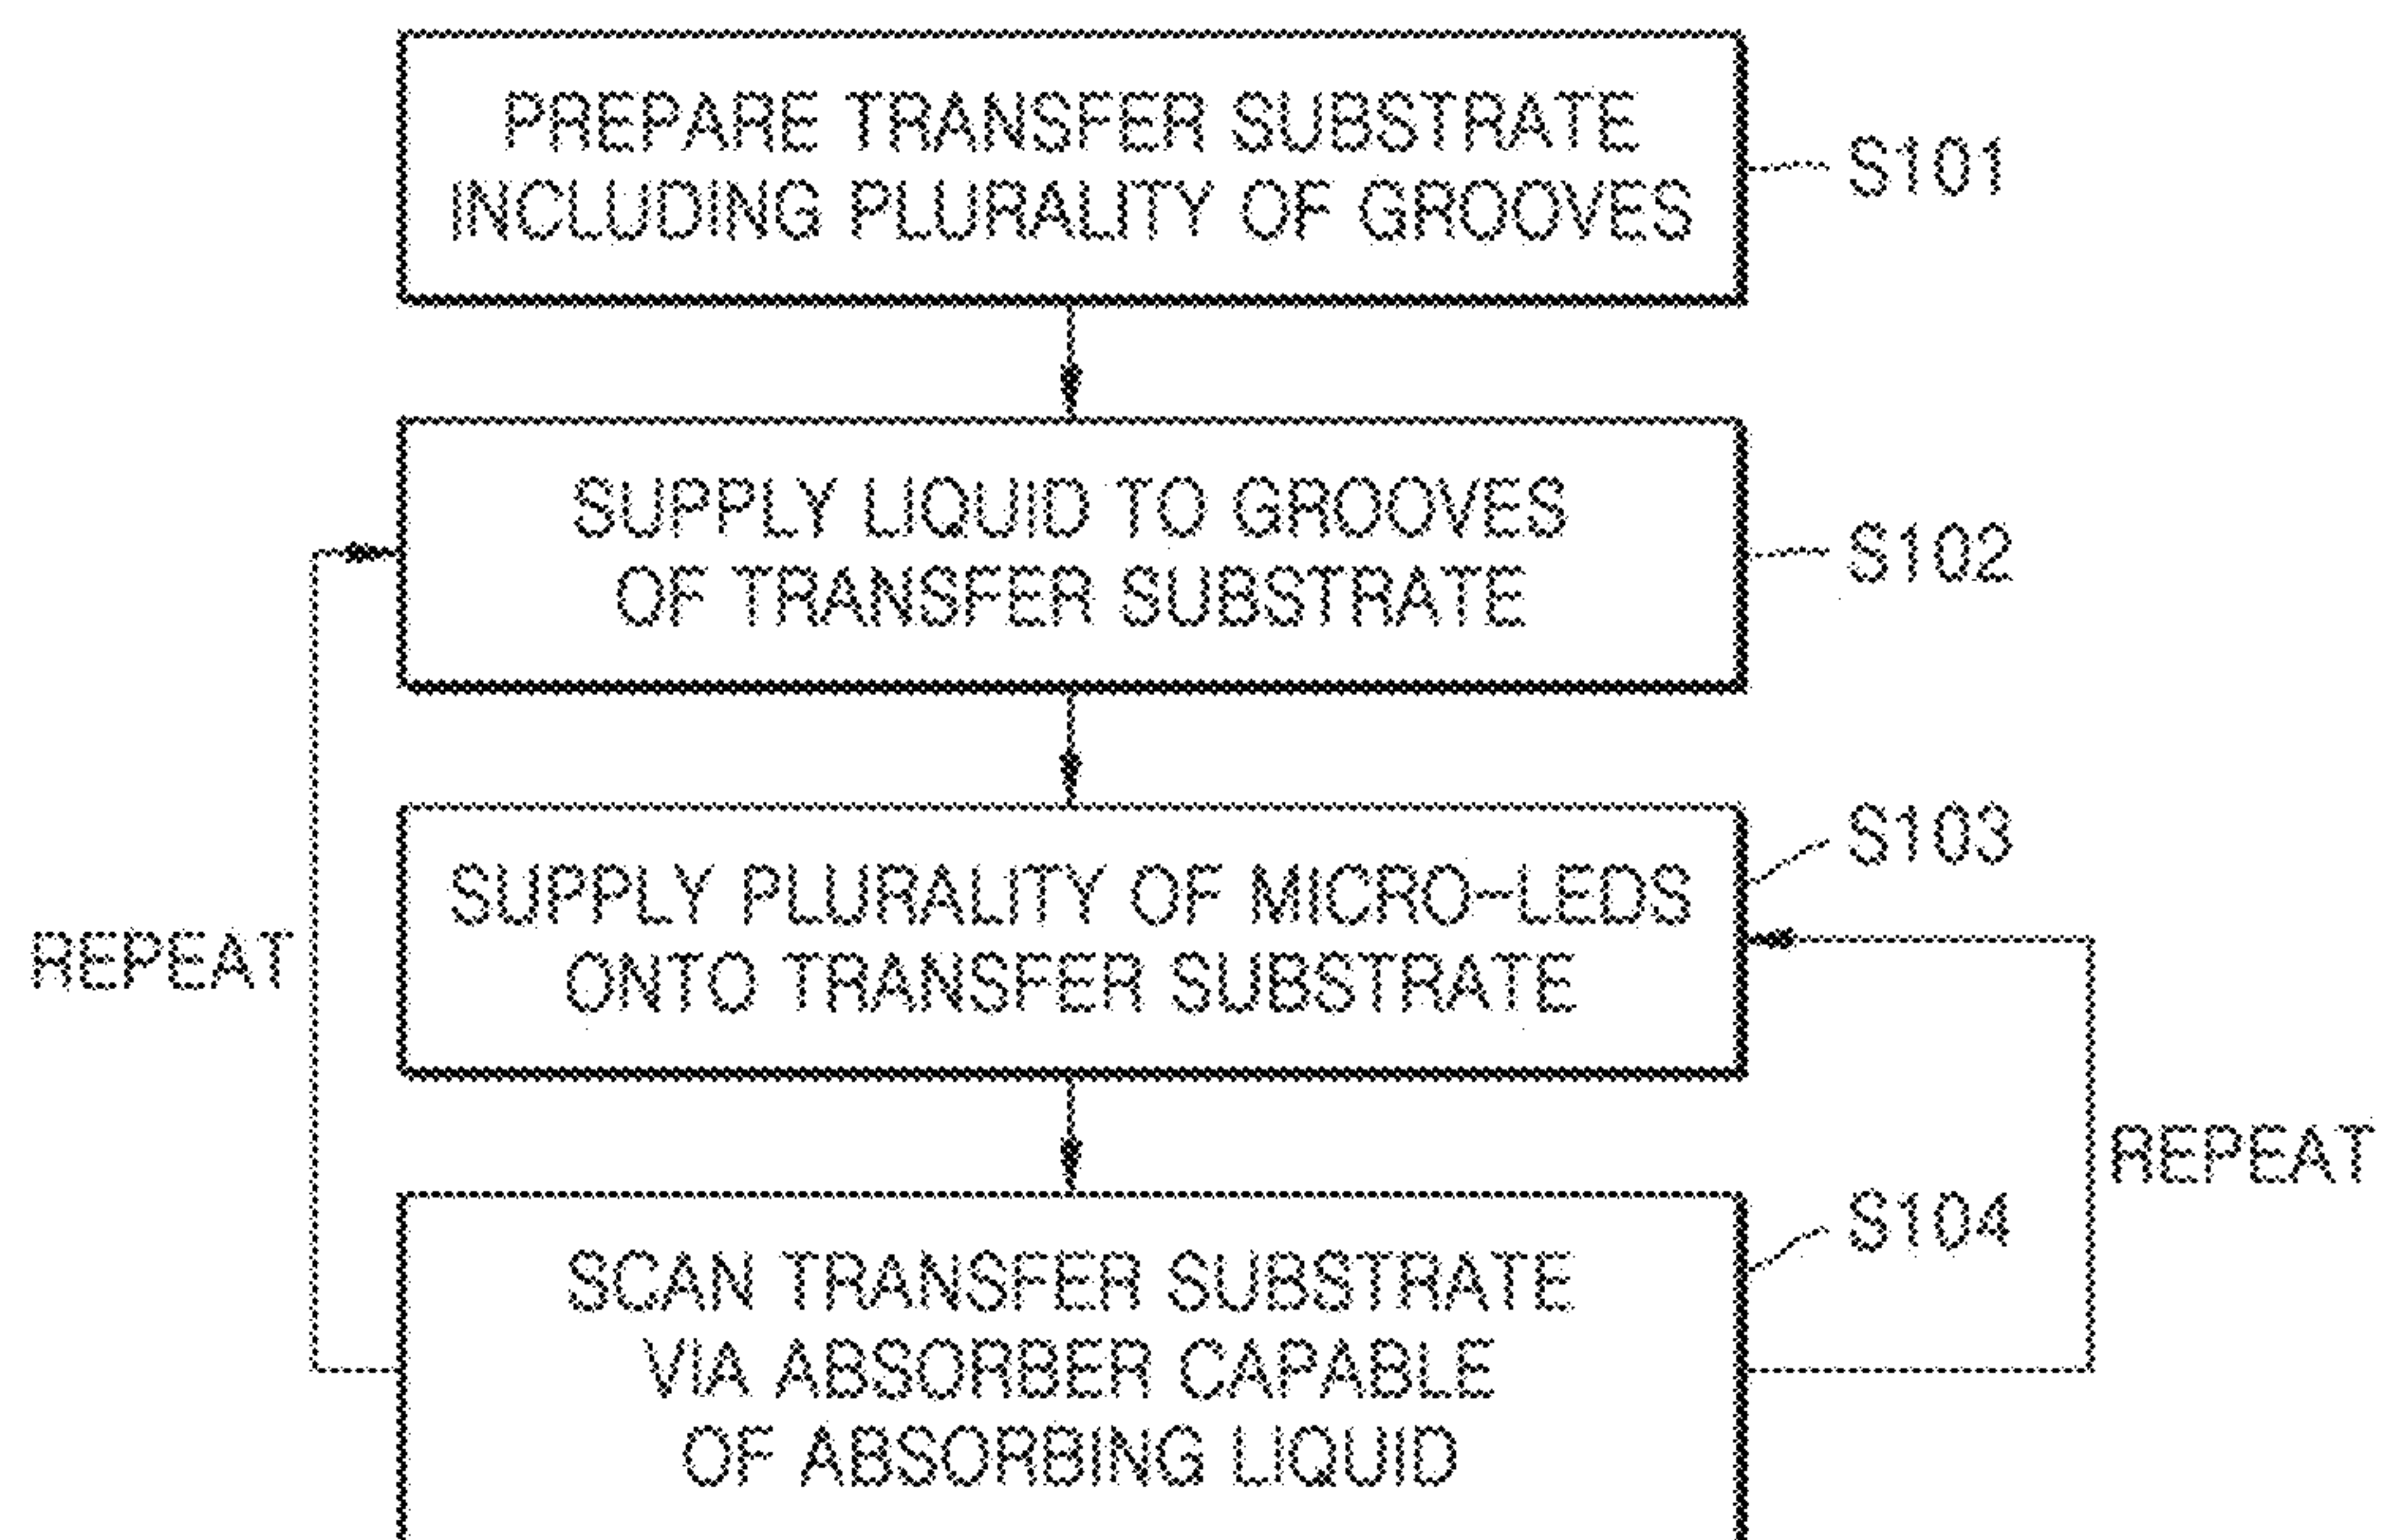 PREPARE TRANSFER SUBSTRATE
INCLUDING PLURALITY OF GROOVES
S101
SUPPLY LIQUID TO GROOVES
OF TRANSFER SUBSTRATE
S102
SUPPLY PLURALITY OF MICRO-LEDS
ONTO TRANSFER SUBSTRATE
S103
REPEAT
REPEAT
SCAN TRANSFER SUBSTRATE
VIA ABSORBER CAPABLE
OF ABSORBING LIQUID
S104